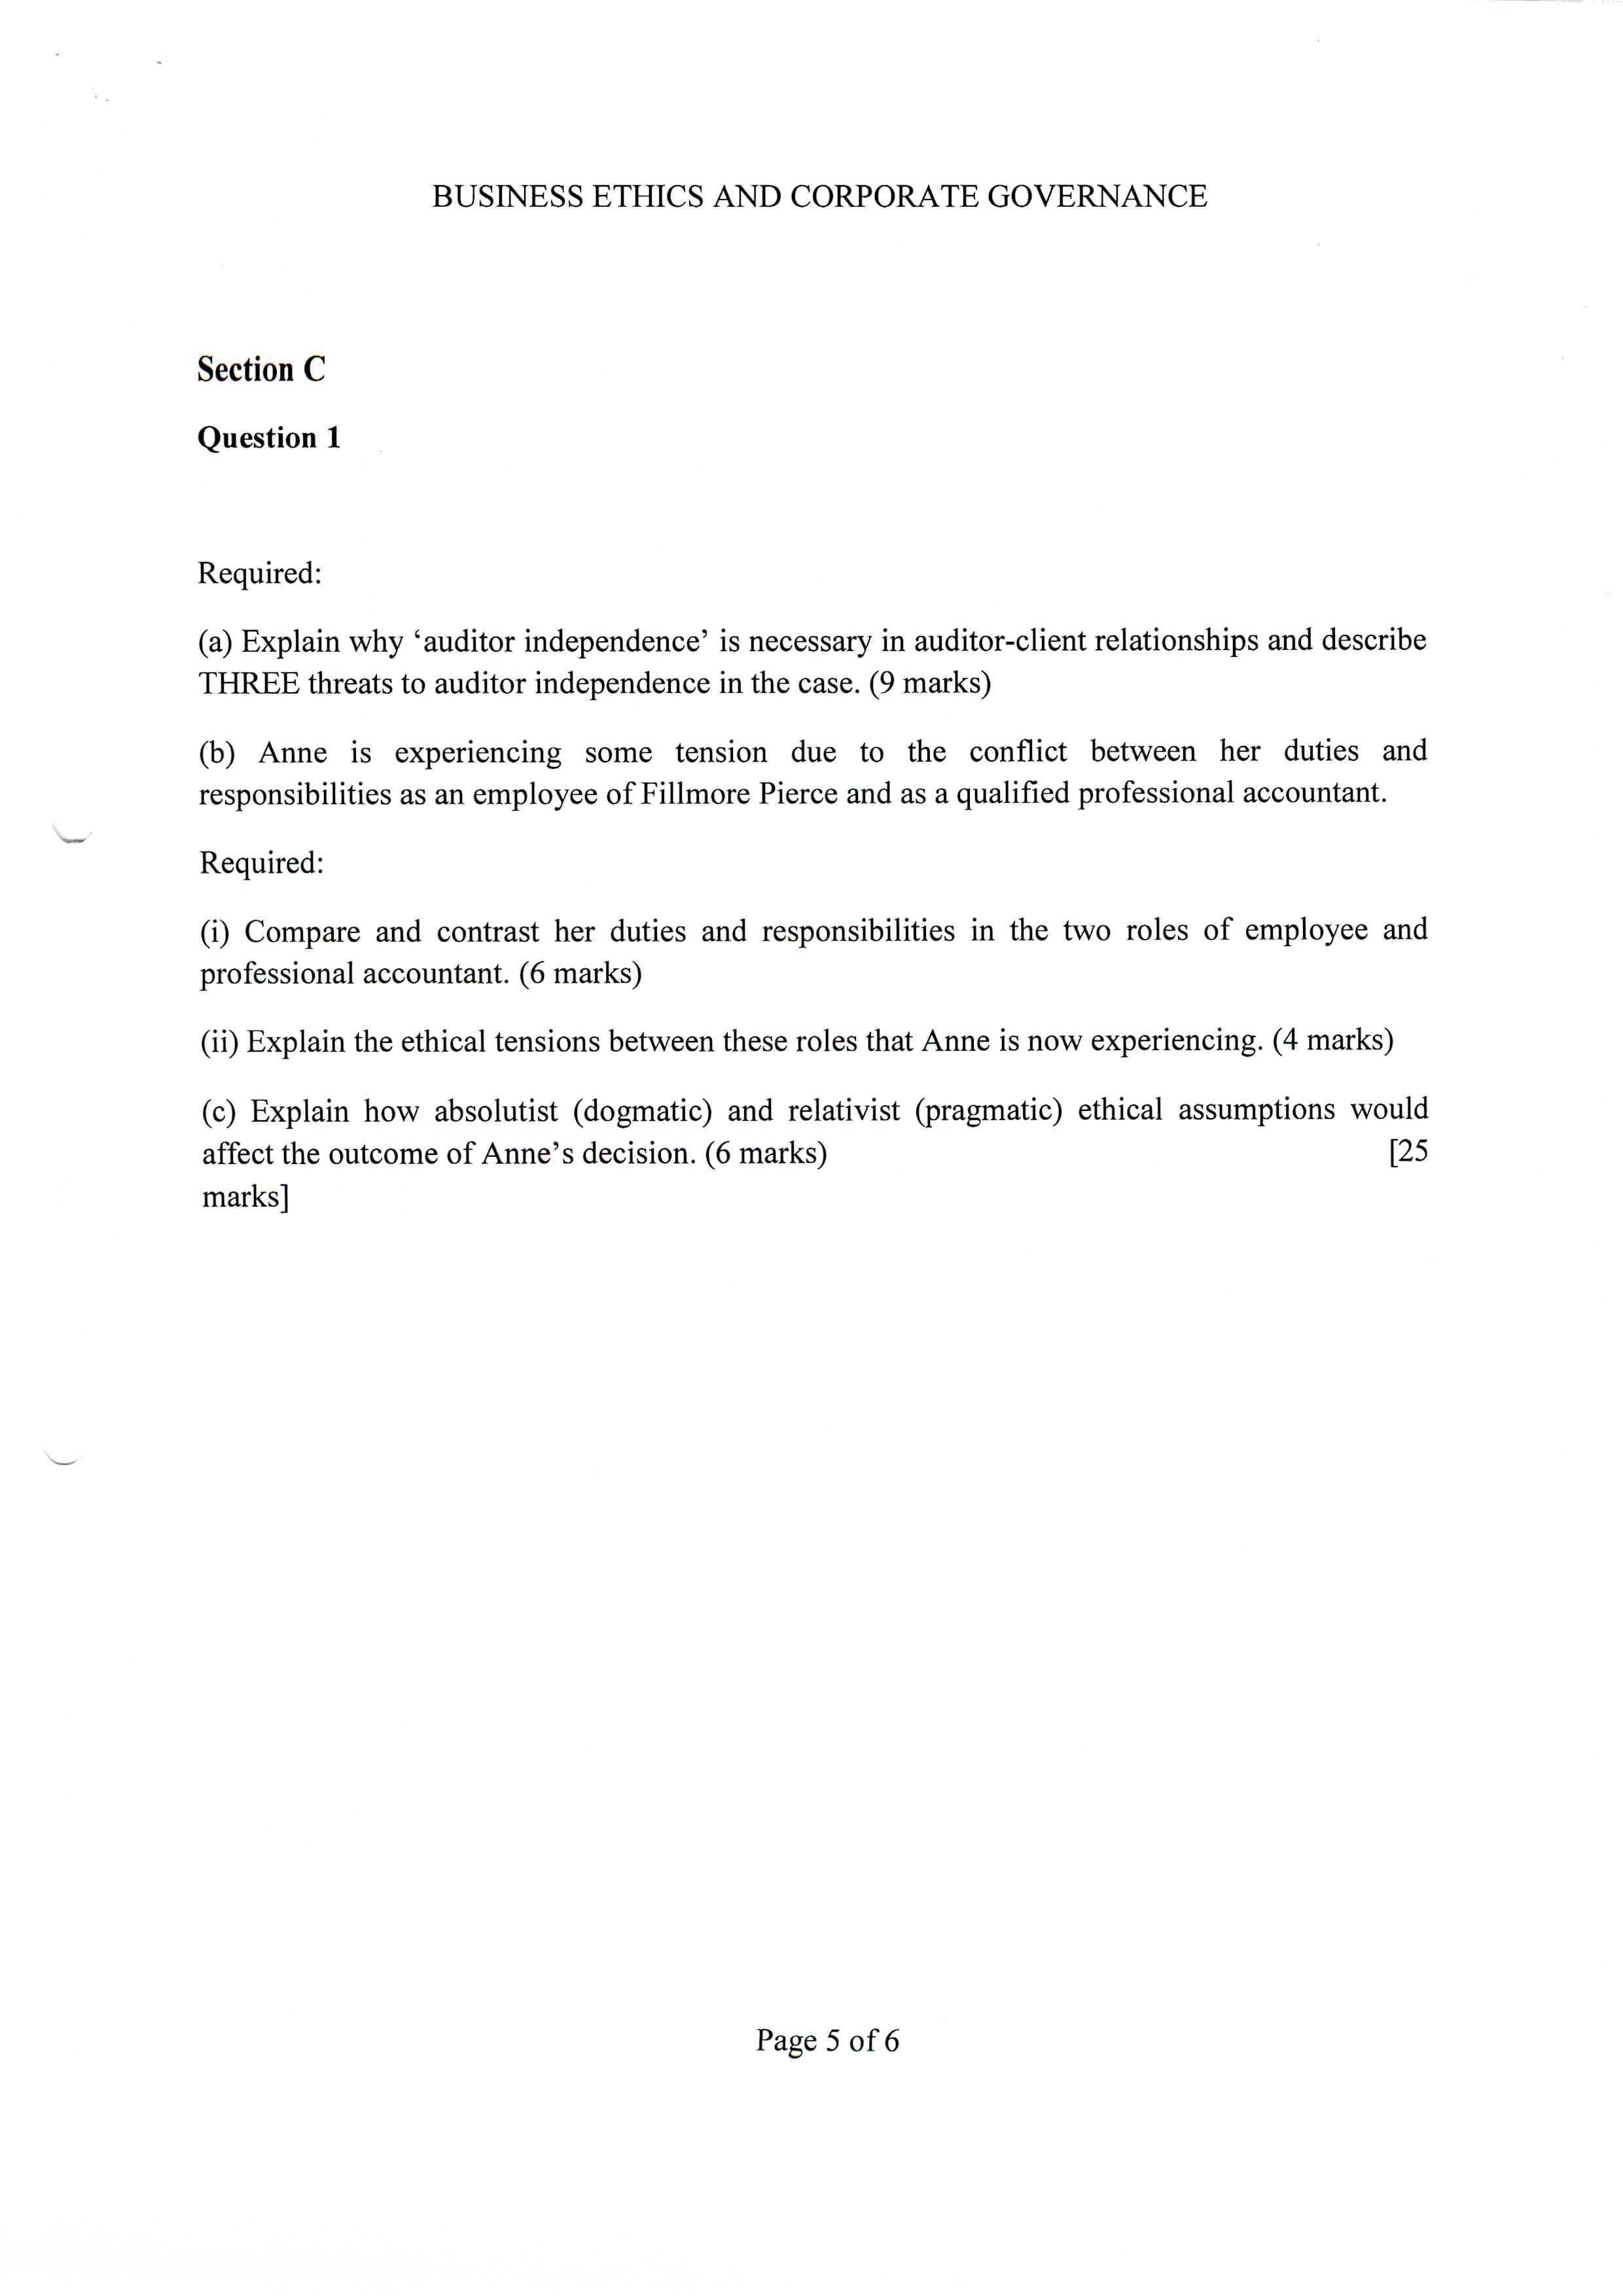 BUSINESS ETHICS AND CORPORATE GOVERNANCE
Section C
Question 1
Required:
(a) Explain why ‘auditor independence’ is necessary in auditor-client relationships and describe
THREE threats to auditor independence in the case. (9 marks)
(b) Anne is experiencing some tension due to the conflict between her duties and
responsibilities as an employee of Fillmore Pierce and as a qualified professional accountant.
Required:
(i) Compare and contrast her duties and responsibilities in the two roles of employee and
professional accountant. (6 marks)
(ii) Explain the ethical tensions between these roles that Anne is now experiencing. (4 marks)
(c) Explain how absolutist (dogmatic) and relativist (pragmatic) ethical assumptions would
affect the outcome of Anne’s decision. (6 marks) [25
marks]
Page 5 of 6